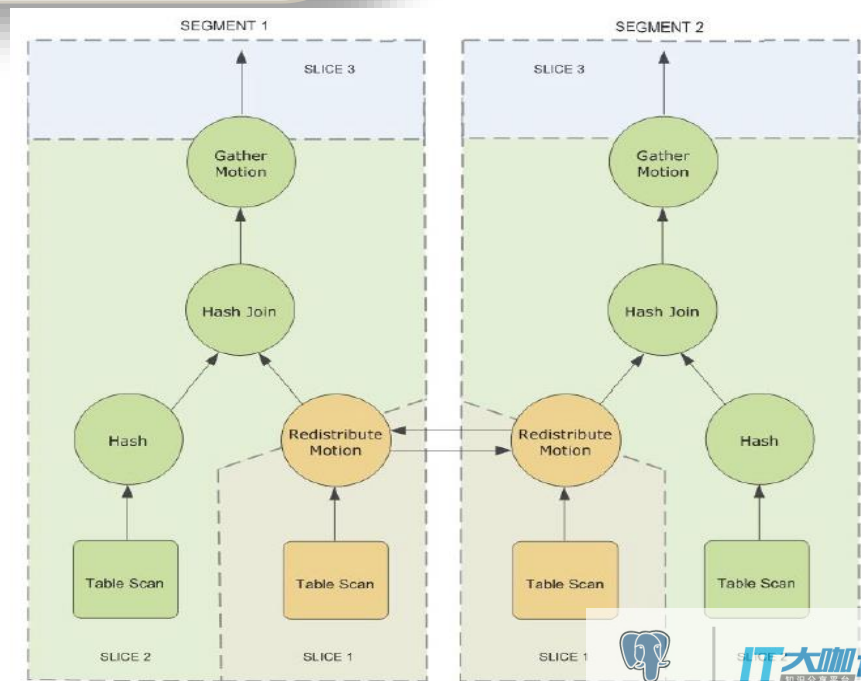 SEGMENT 1
SLICE 3
Gather
Motion
Hash Join
Hash
Redistribute
Motion
Table Scan
Table Scan
SLICE 2
SLICE 1
SEGMENT 2
SLICE 3
Gather
Motion
Hash Join
Redistribute
Motion
Hash
Table Scan
Table Scan
SLICE 1
IT大咖